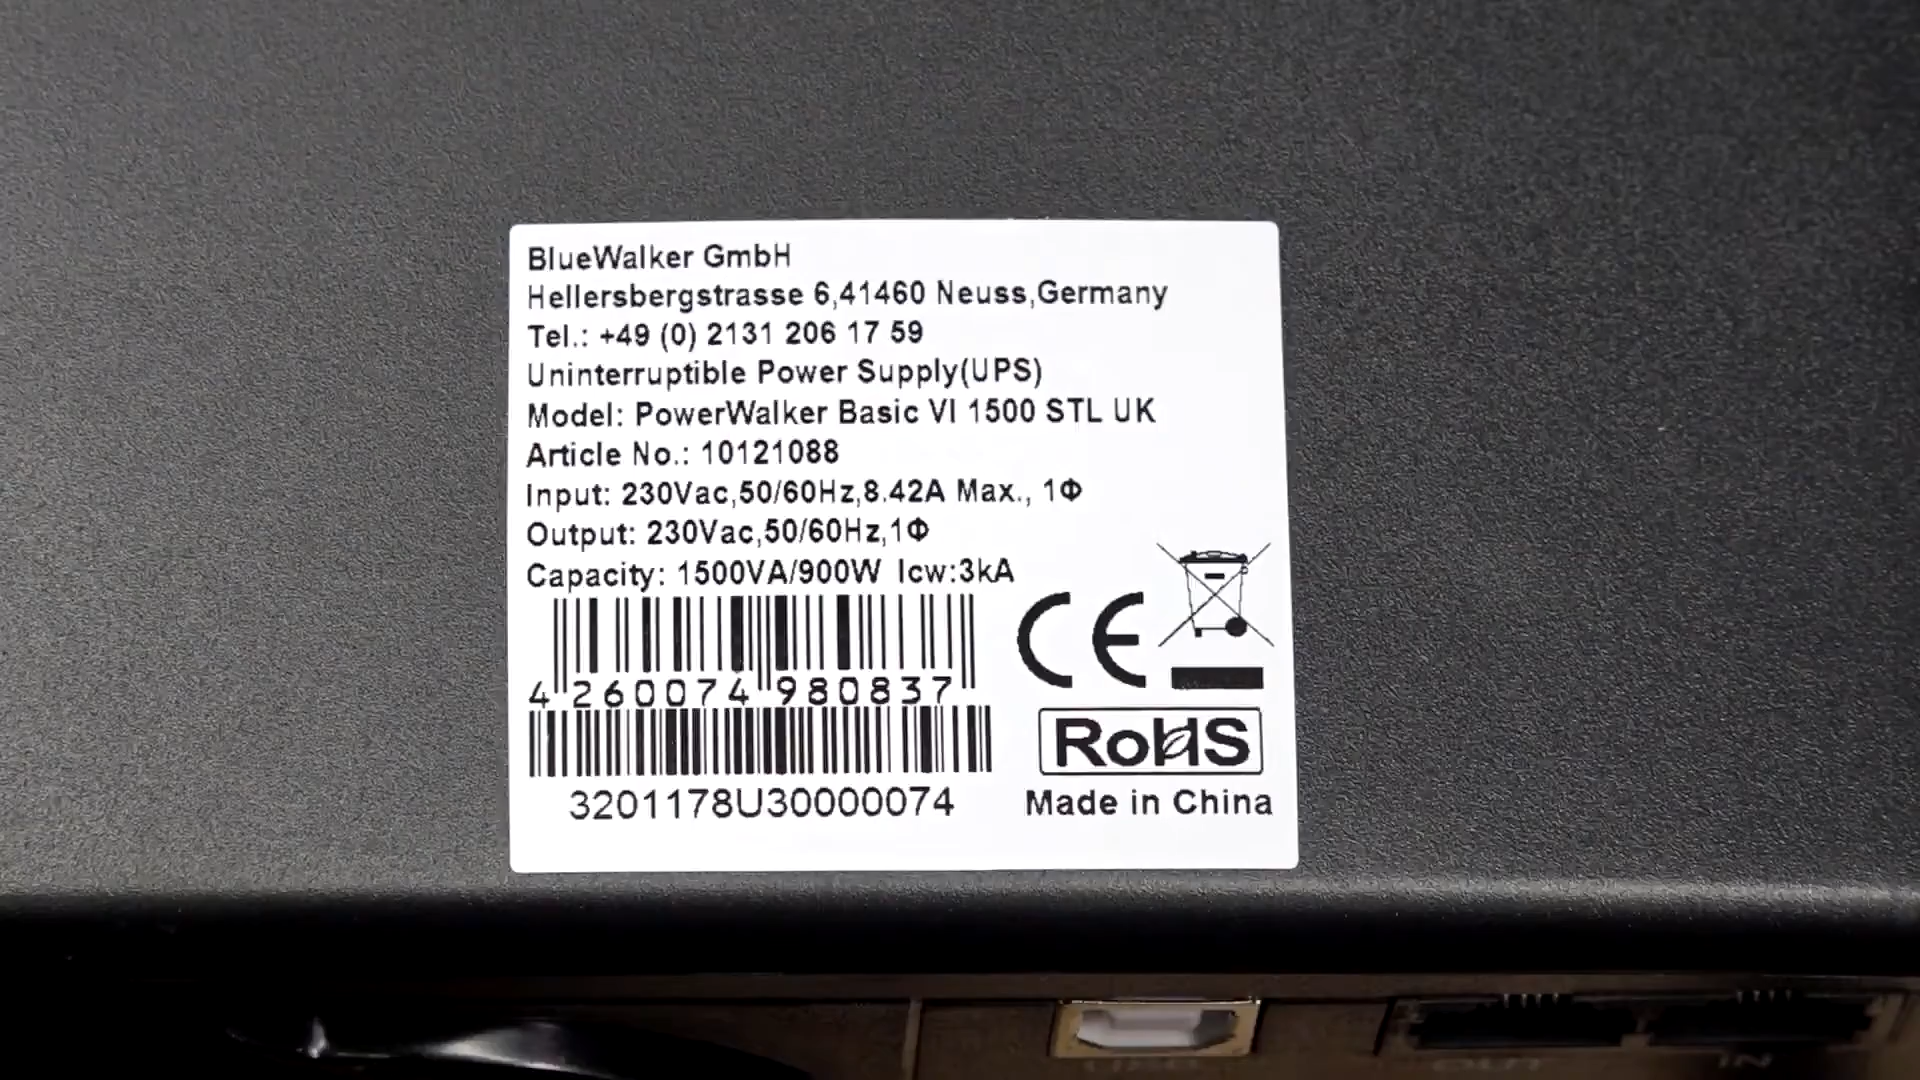 BlueWalker GmbH
Hellersbergstrasse 6,41460 Neuss,Germany
Tel.: +49 (0) 2131 206 17 59
Uninterruptible Power Supply(UPS)
Model: PowerWalker Basic VI 1500 STL UK
Article No.: 10121088
Input: 230Vac,50/60Hz,8.42A Max., 1Φ
Output: 230Vac,50/60Hz,1Φ
Capacity: 1500VA/900W Icw:3kA
CE
4 260074 980837
RoHS
3201178U30000074
Made in China
OUT
IN